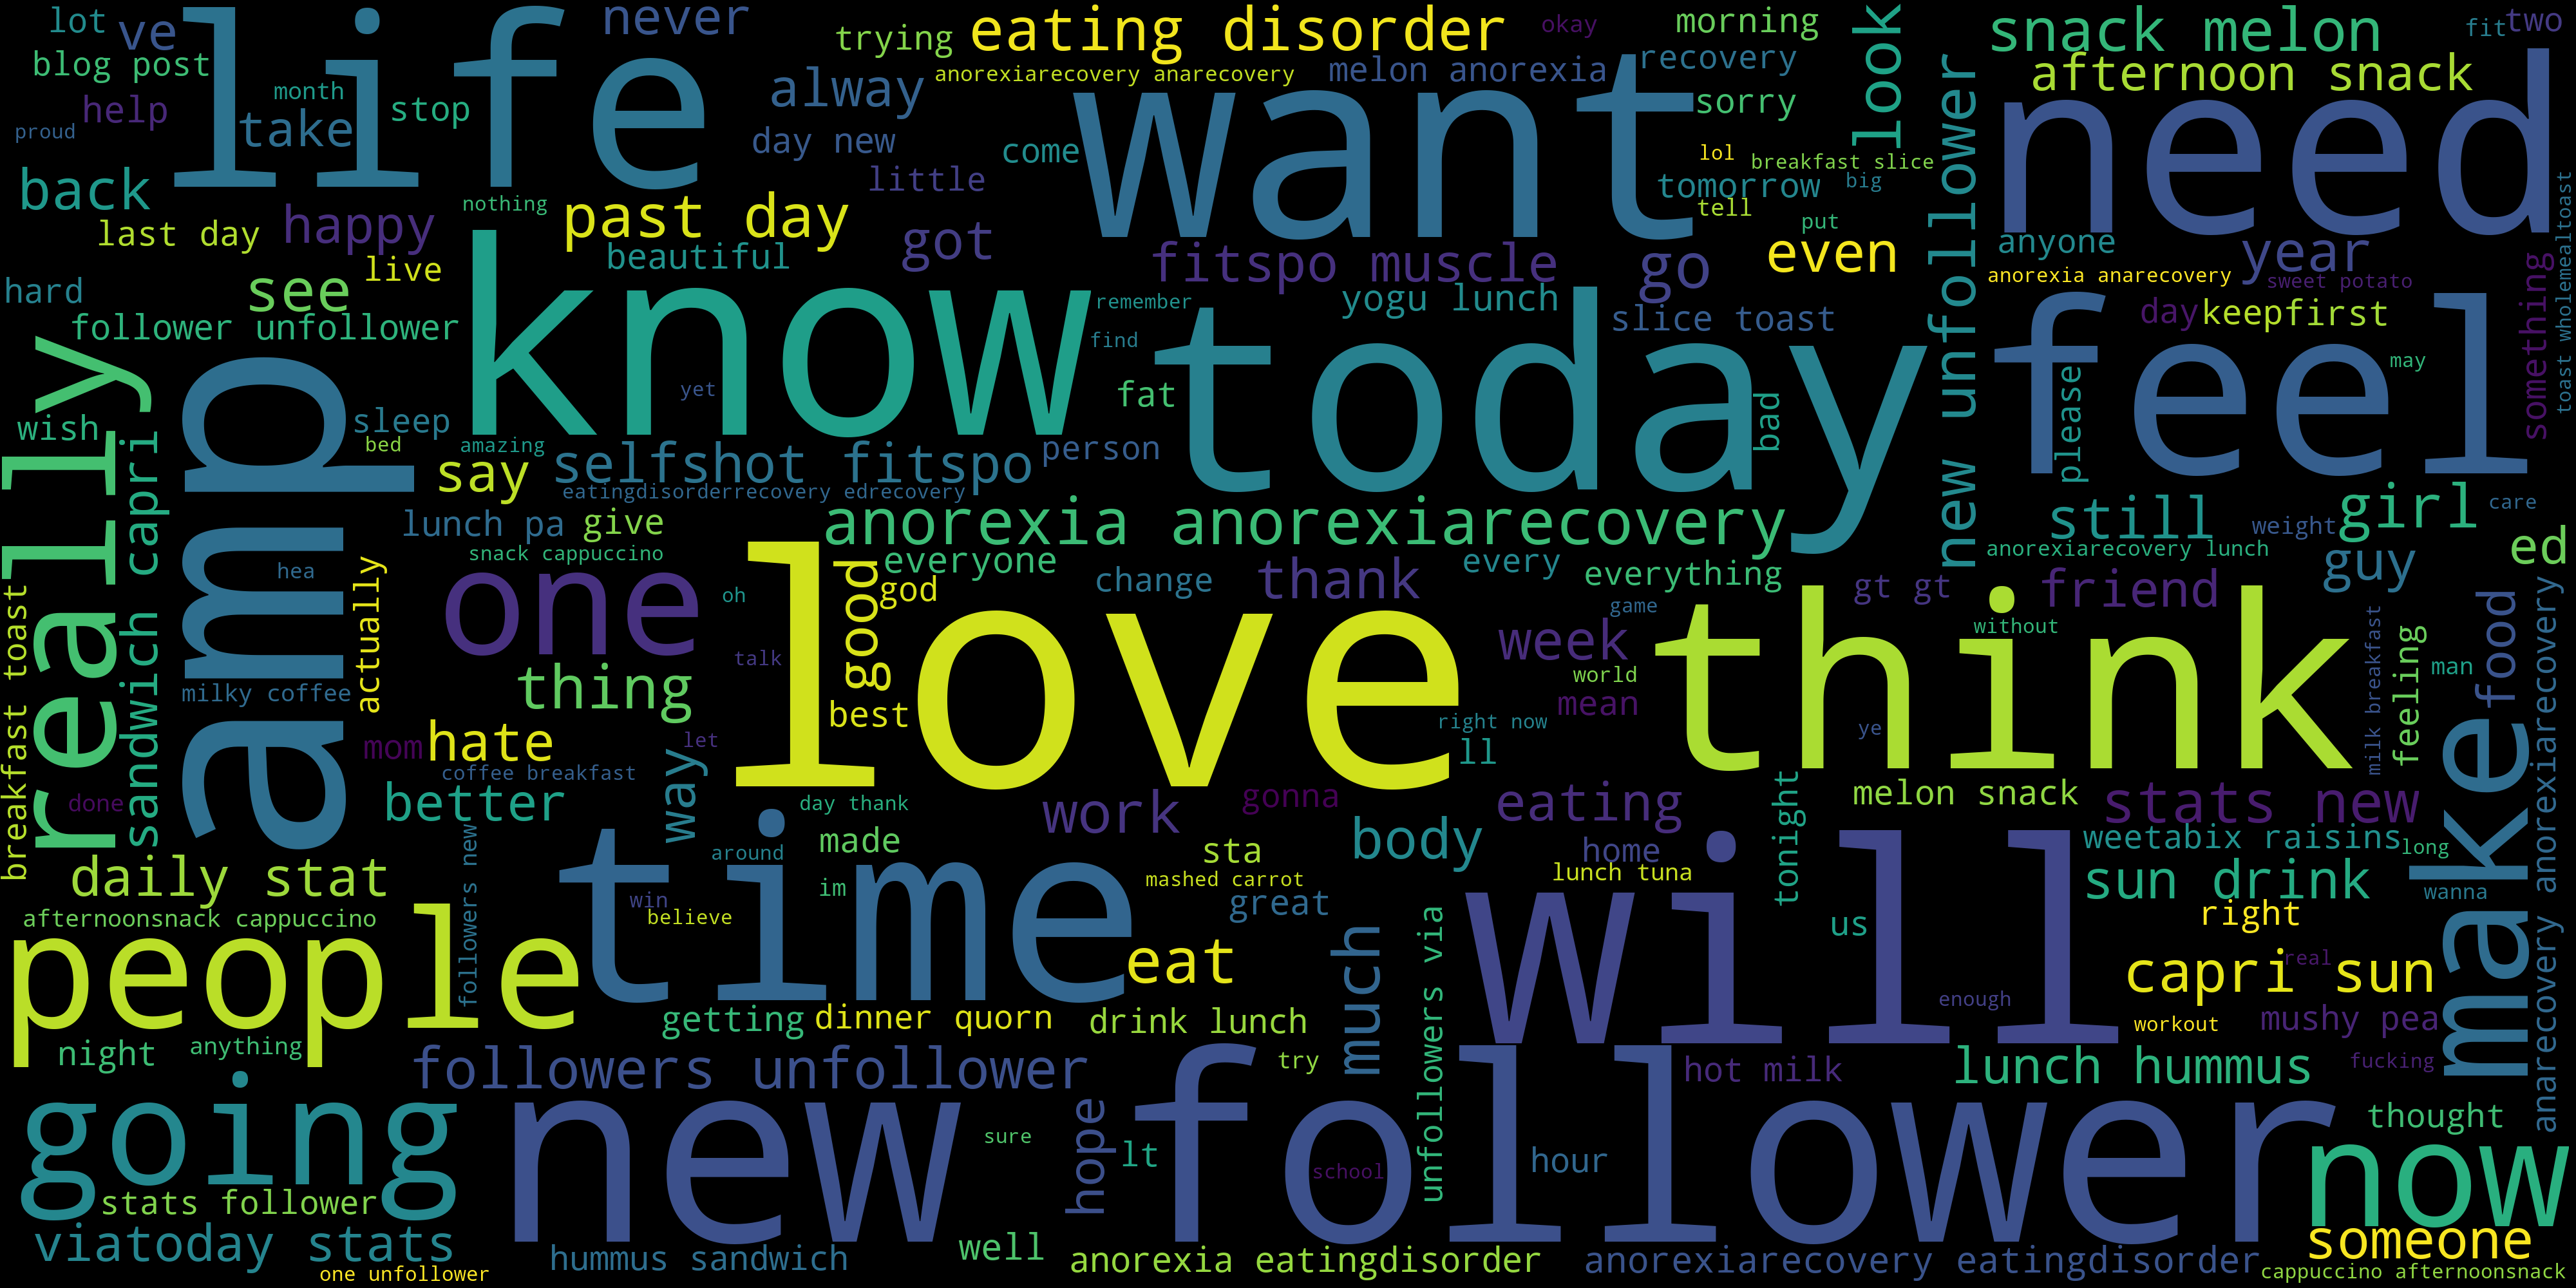 lot
ve
life
never
trying
eating disorder
okay
morning
look
snack melon
fit
two
blog post
month
help
take
stop
alway
anorexiarecovery anarecovery
melon anorexia
recovery
afternoon snack
proud
want
sorry
need
day new
come
lol
breakfast slice
back
little
tomorrow
big
last day
happy
nothing
past day
tell
put
got
even
anyone
year
hard
see
live
beautiful
fitspo muscle
go
new unfollower
anorexia anarecovery
sweet potato
toast wholemealtoast
follower unfollower
know
remember
find
yogu lunch
slice toast
day
keep
first
something
really
amp
yet
fat
today
feel
may
please
wish
sleep
bed
amazing
person
bad
sandwich capri
say
selfshot fitspo
eatingdisorderrecovery edrecovery
lunch pa
give
anorexia anorexiarecovery
still
weight
girl
care
snack cappuccino
everyone
change
thank
every
everything
anorexiarecovery lunch
guy
ed
hea
actually
one
oh
good
god
game
gt gt
friend
breakfast toast
thing
talk
love
week
world
without
think
milk breakfast
feeling
man
food
anarecovery anorexiarecovery
milky coffee
best
mean
mom
hate
way
let
right now
ll
ye
make
coffee breakfast
done
better
day thank
work
gonna
eating
melon snack
stats new
followers new
around
made
sta
body
home
tonight
weetabix raisins
long
daily stat
time
im
mashed carrot
lunch tuna
sun drink
wanna
afternoonsnack cappuccino
win
believe
great
us
right
people
eat
much
unfollowers via
will
capri sun
real
enough
night
anything
getting
dinner quorn
drink lunch
workout
mushy pea
followers unfollower
try
hot milk
lunch hummus
fucking
going
new
follower
sure
hope
lt
school
hour
thought
now
stats follower
viatoday stats
hummus sandwich
well
anorexia eatingdisorder
anorexiarecovery eatingdisorder
someone
one unfollower
cappuccino afternoonsnack